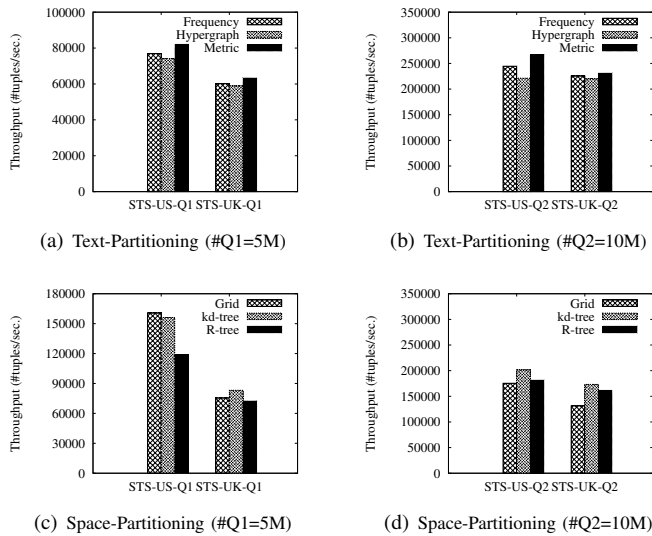 Throughput (#tuples/sec.)
100000
80000
60000
40000
20000
0
Frequency
Hypergraph
Metric
STS-US-Q1 STS-UK-Q1
(a) Text-Partitioning (#Q1=5M)
Throughput (#tuples/sec.)
350000
300000
250000
200000
150000
100000
50000
0
Frequency
Hypergraph
Metric
STS-US-Q2 STS-UK-Q2
(b) Text-Partitioning (#Q2=10M)
Throughput (#tuples/sec.)
180000
150000
120000
90000
60000
30000
0
Grid
kd-tree
R-tree
STS-US-Q1 STS-UK-Q1
(c) Space-Partitioning (#Q1=5M)
Throughput (#tuples/sec.)
350000
300000
250000
200000
150000
100000
50000
0
Grid
kd-tree
R-tree
STS-US-Q2 STS-UK-Q2
(d) Space-Partitioning (#Q2=10M)